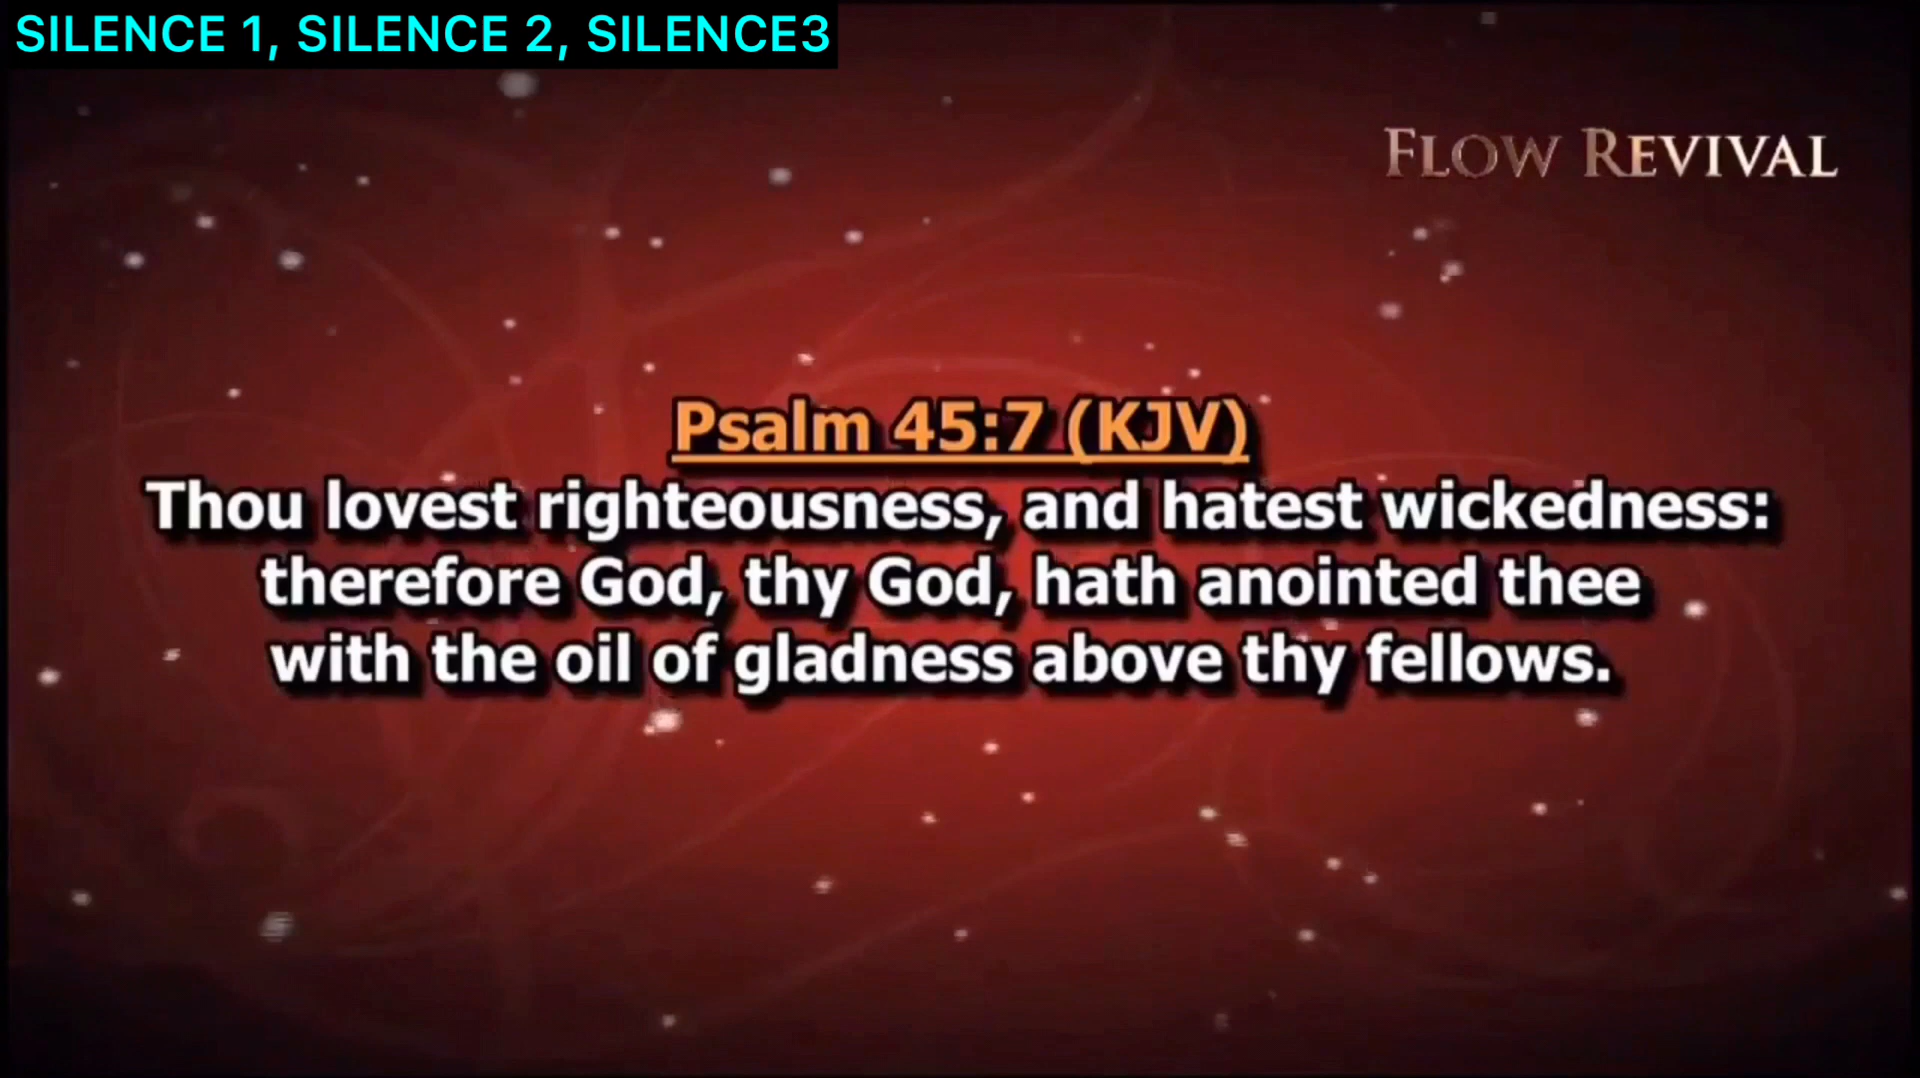 SILENCE 1, SILENCE 2, SILENCE3
FLOW REVIVAL
Psalm 45:7 (KJV)
Thou lovest righteousness, and hatest wickedness:
therefore God, thy God, hath anointed thee
with the oil of gladness above thy fellows.